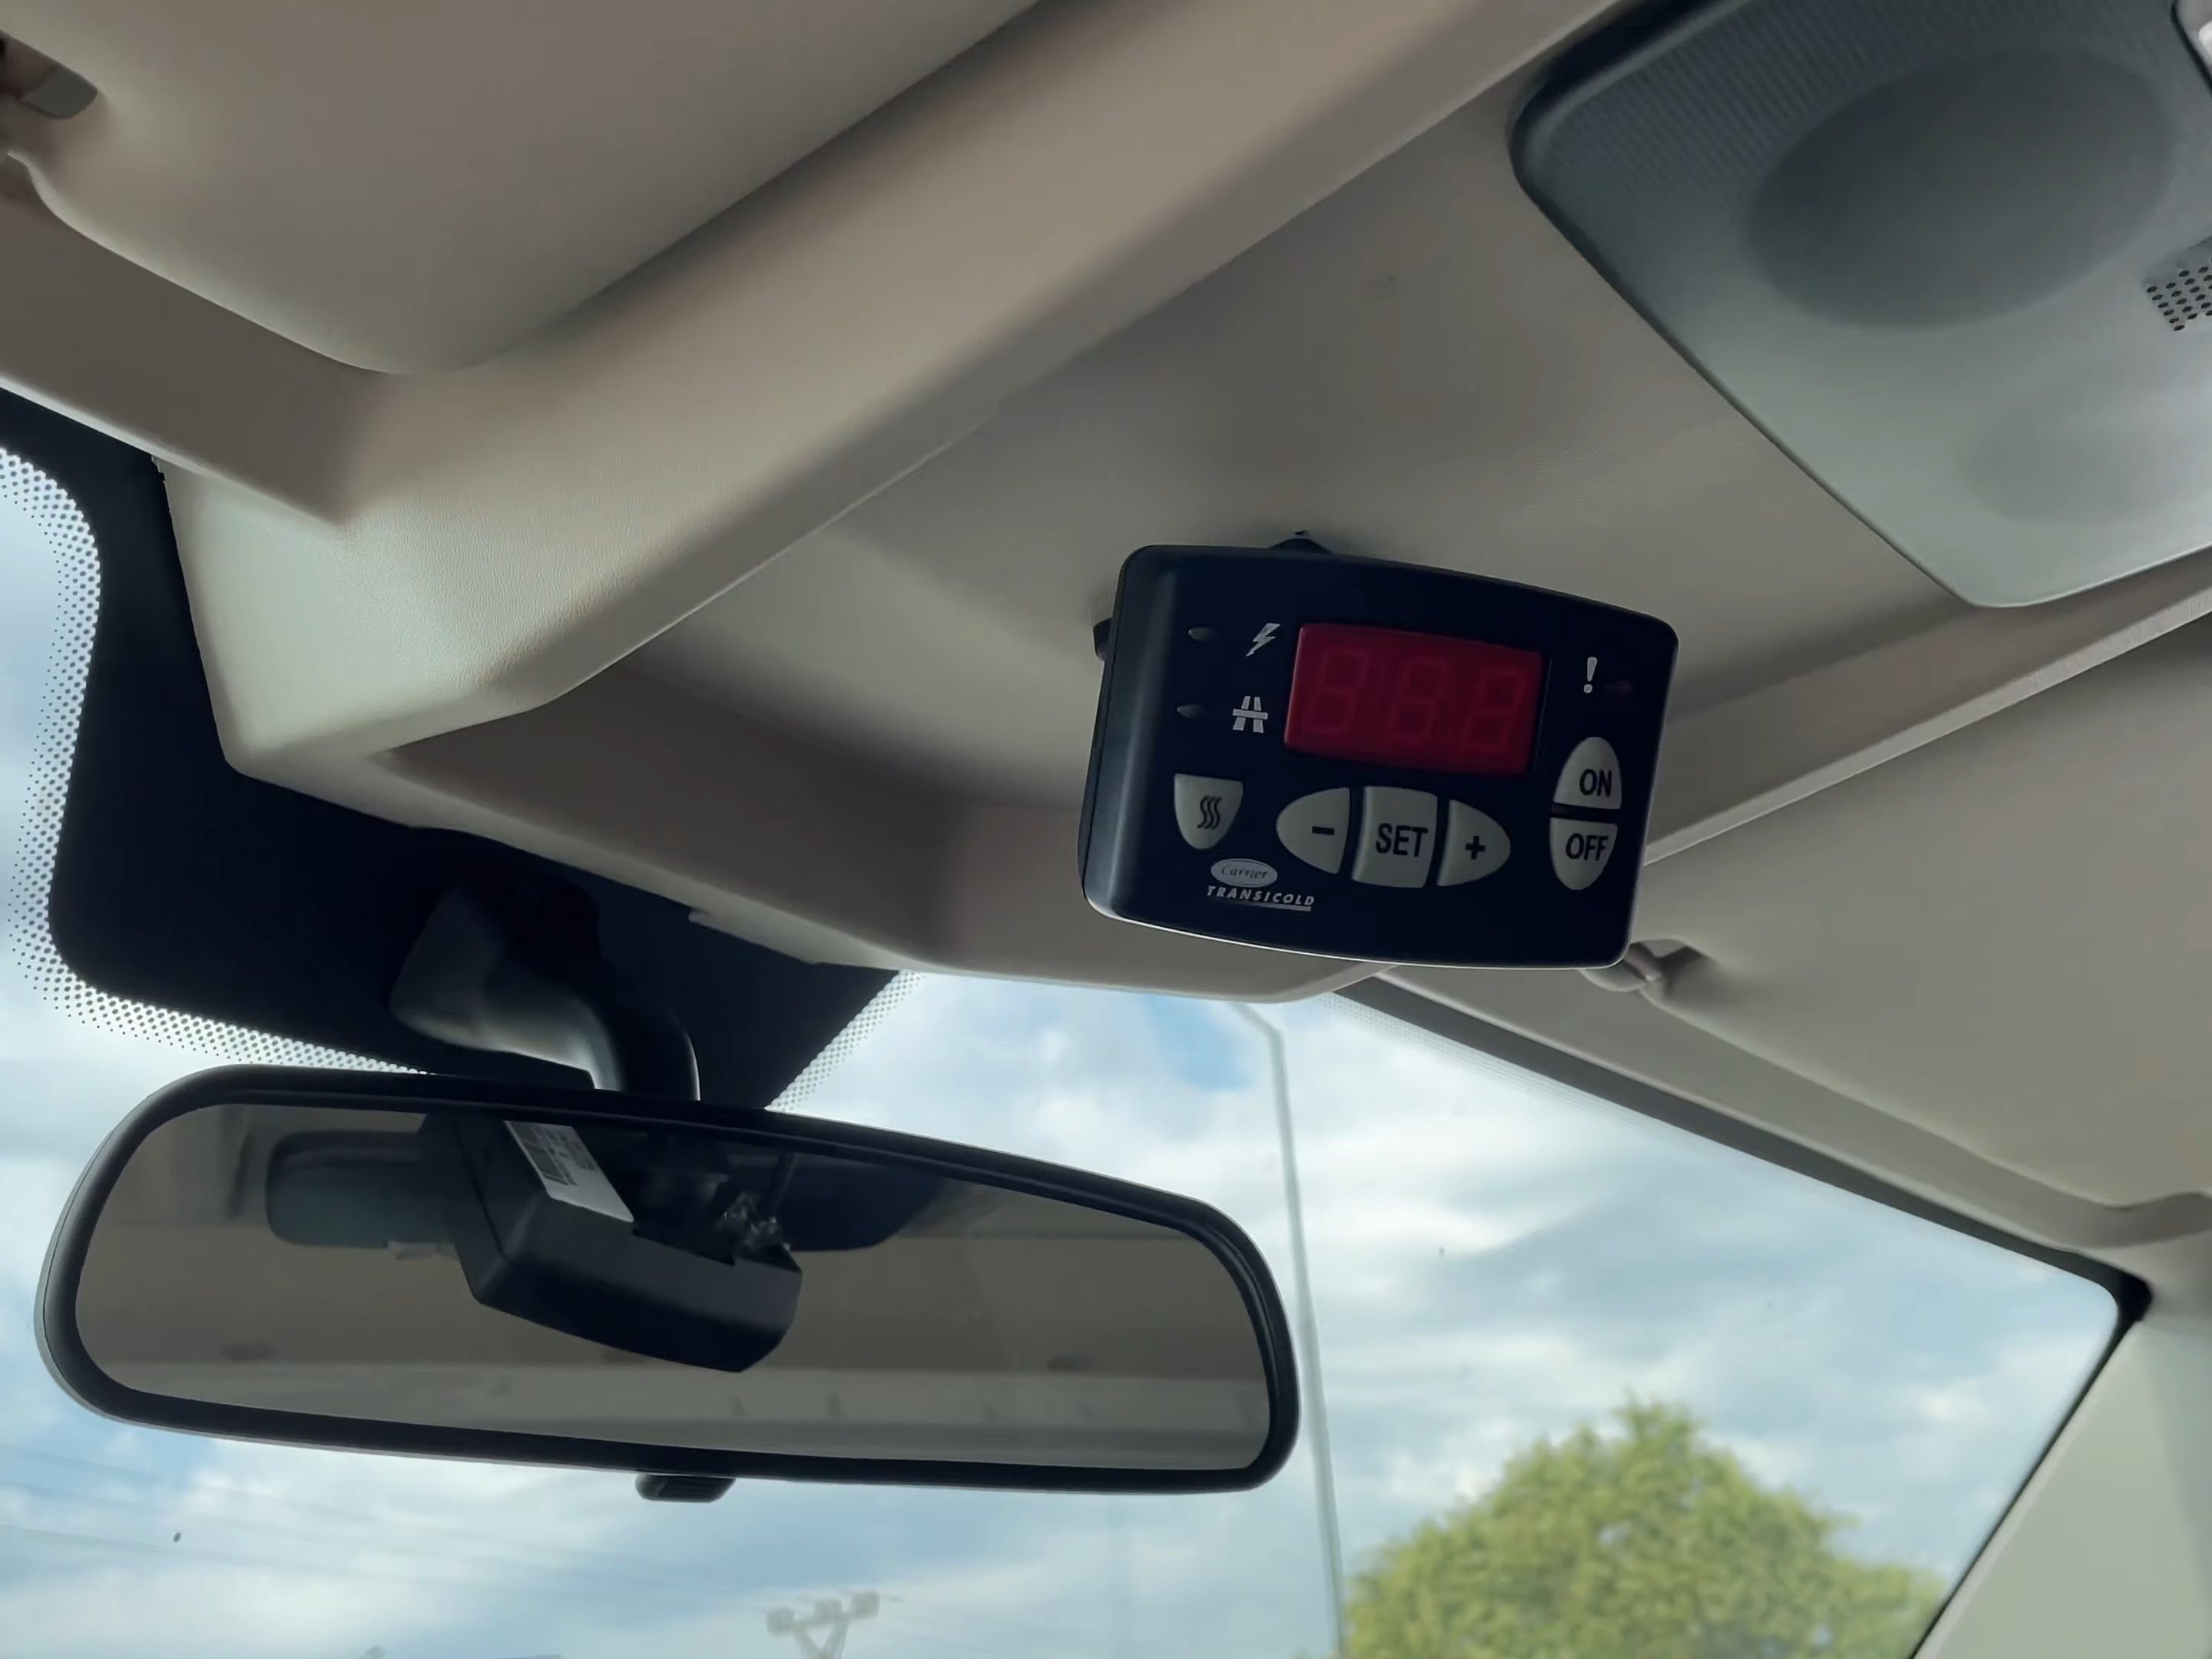 !
ON
- SET +
OFF
Carrier
TRANSICOLD